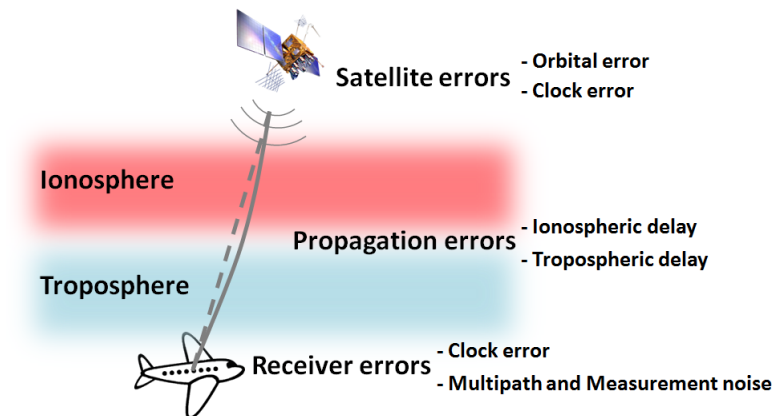 Satellite errors
- Orbital error
- Clock error
Ionosphere
Propagation errors
- Ionospheric delay
- Tropospheric delay
Troposphere
Receiver errors
- Clock error
- Multipath and Measurement noise